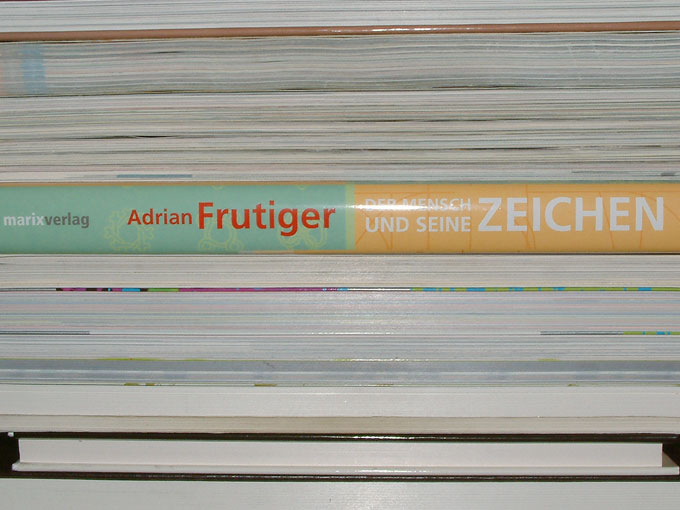 marixverlag
Adrian Frutiger
DER MENSCH
UND SEINE ZEICHEN